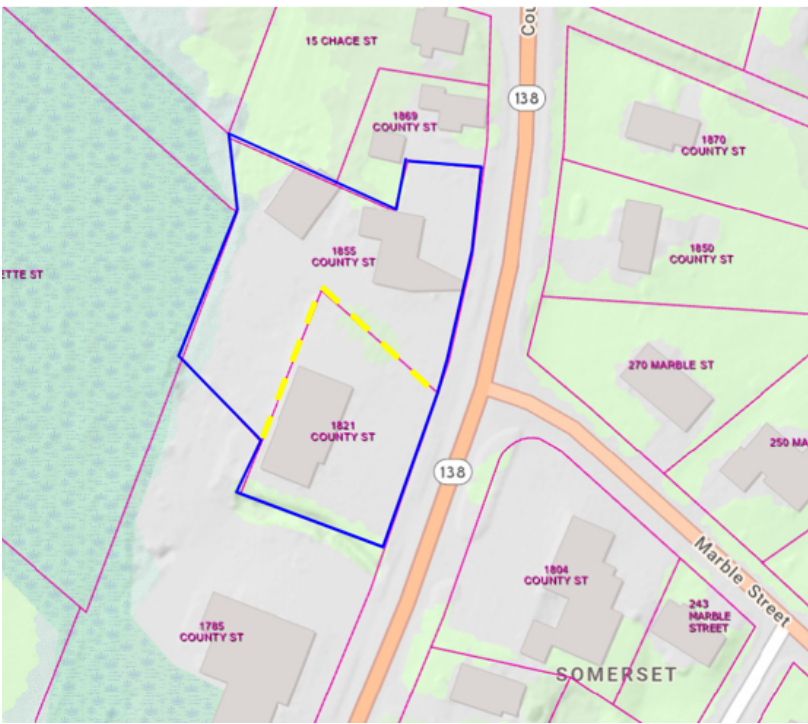 Cou
15 CHACE ST
138
1869
COUNTY ST
1870
COUNTY ST
1855
COUNTY ST
1850
COUNTY ST
ETTE ST
270 MARBLE ST
1821
COUNTY ST
250 MA
138
Marble Street
1804
COUNTY ST
243
MARBLE
STREET
1785
COUNTY ST
SOMERSET